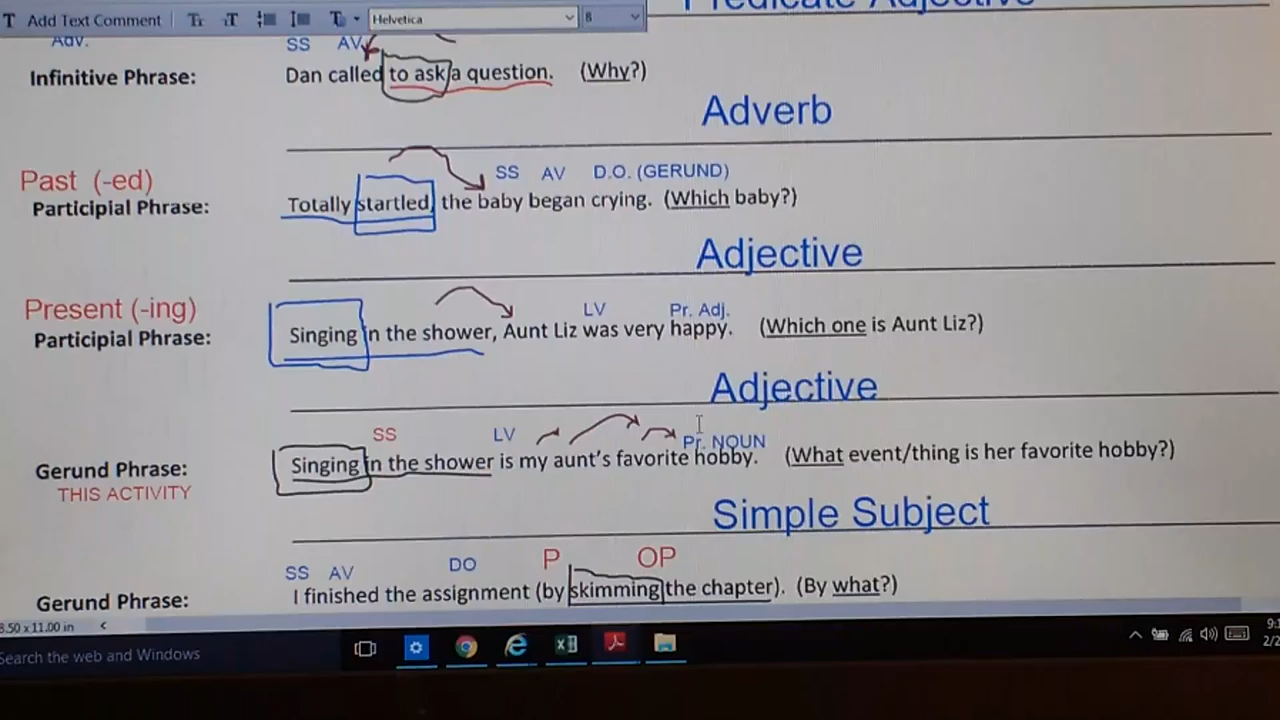 Predicate Adjective
T Add Text Comment Helvetica 8
Adv. SS AV
Infinitive Phrase: Dan called to ask a question. (Why?)
Adverb
Past (-ed) SS AV D.O. (GERUND)
Participial Phrase: Totally startled, the baby began crying. (Which baby?)
Adjective
Present (-ing) LV Pr. Adj.
Participial Phrase: Singing in the shower, Aunt Liz was very happy. (Which one is Aunt Liz?)
Adjective
SS LV Pr. NOUN
Gerund Phrase: Singing in the shower is my aunt's favorite hobby. (What event/thing is her favorite hobby?)
THIS ACTIVITY
Simple Subject
SS AV DO P OP
Gerund Phrase: I finished the assignment (by skimming the chapter). (By what?)
8.50 x 11.00 in
Search the web and Windows